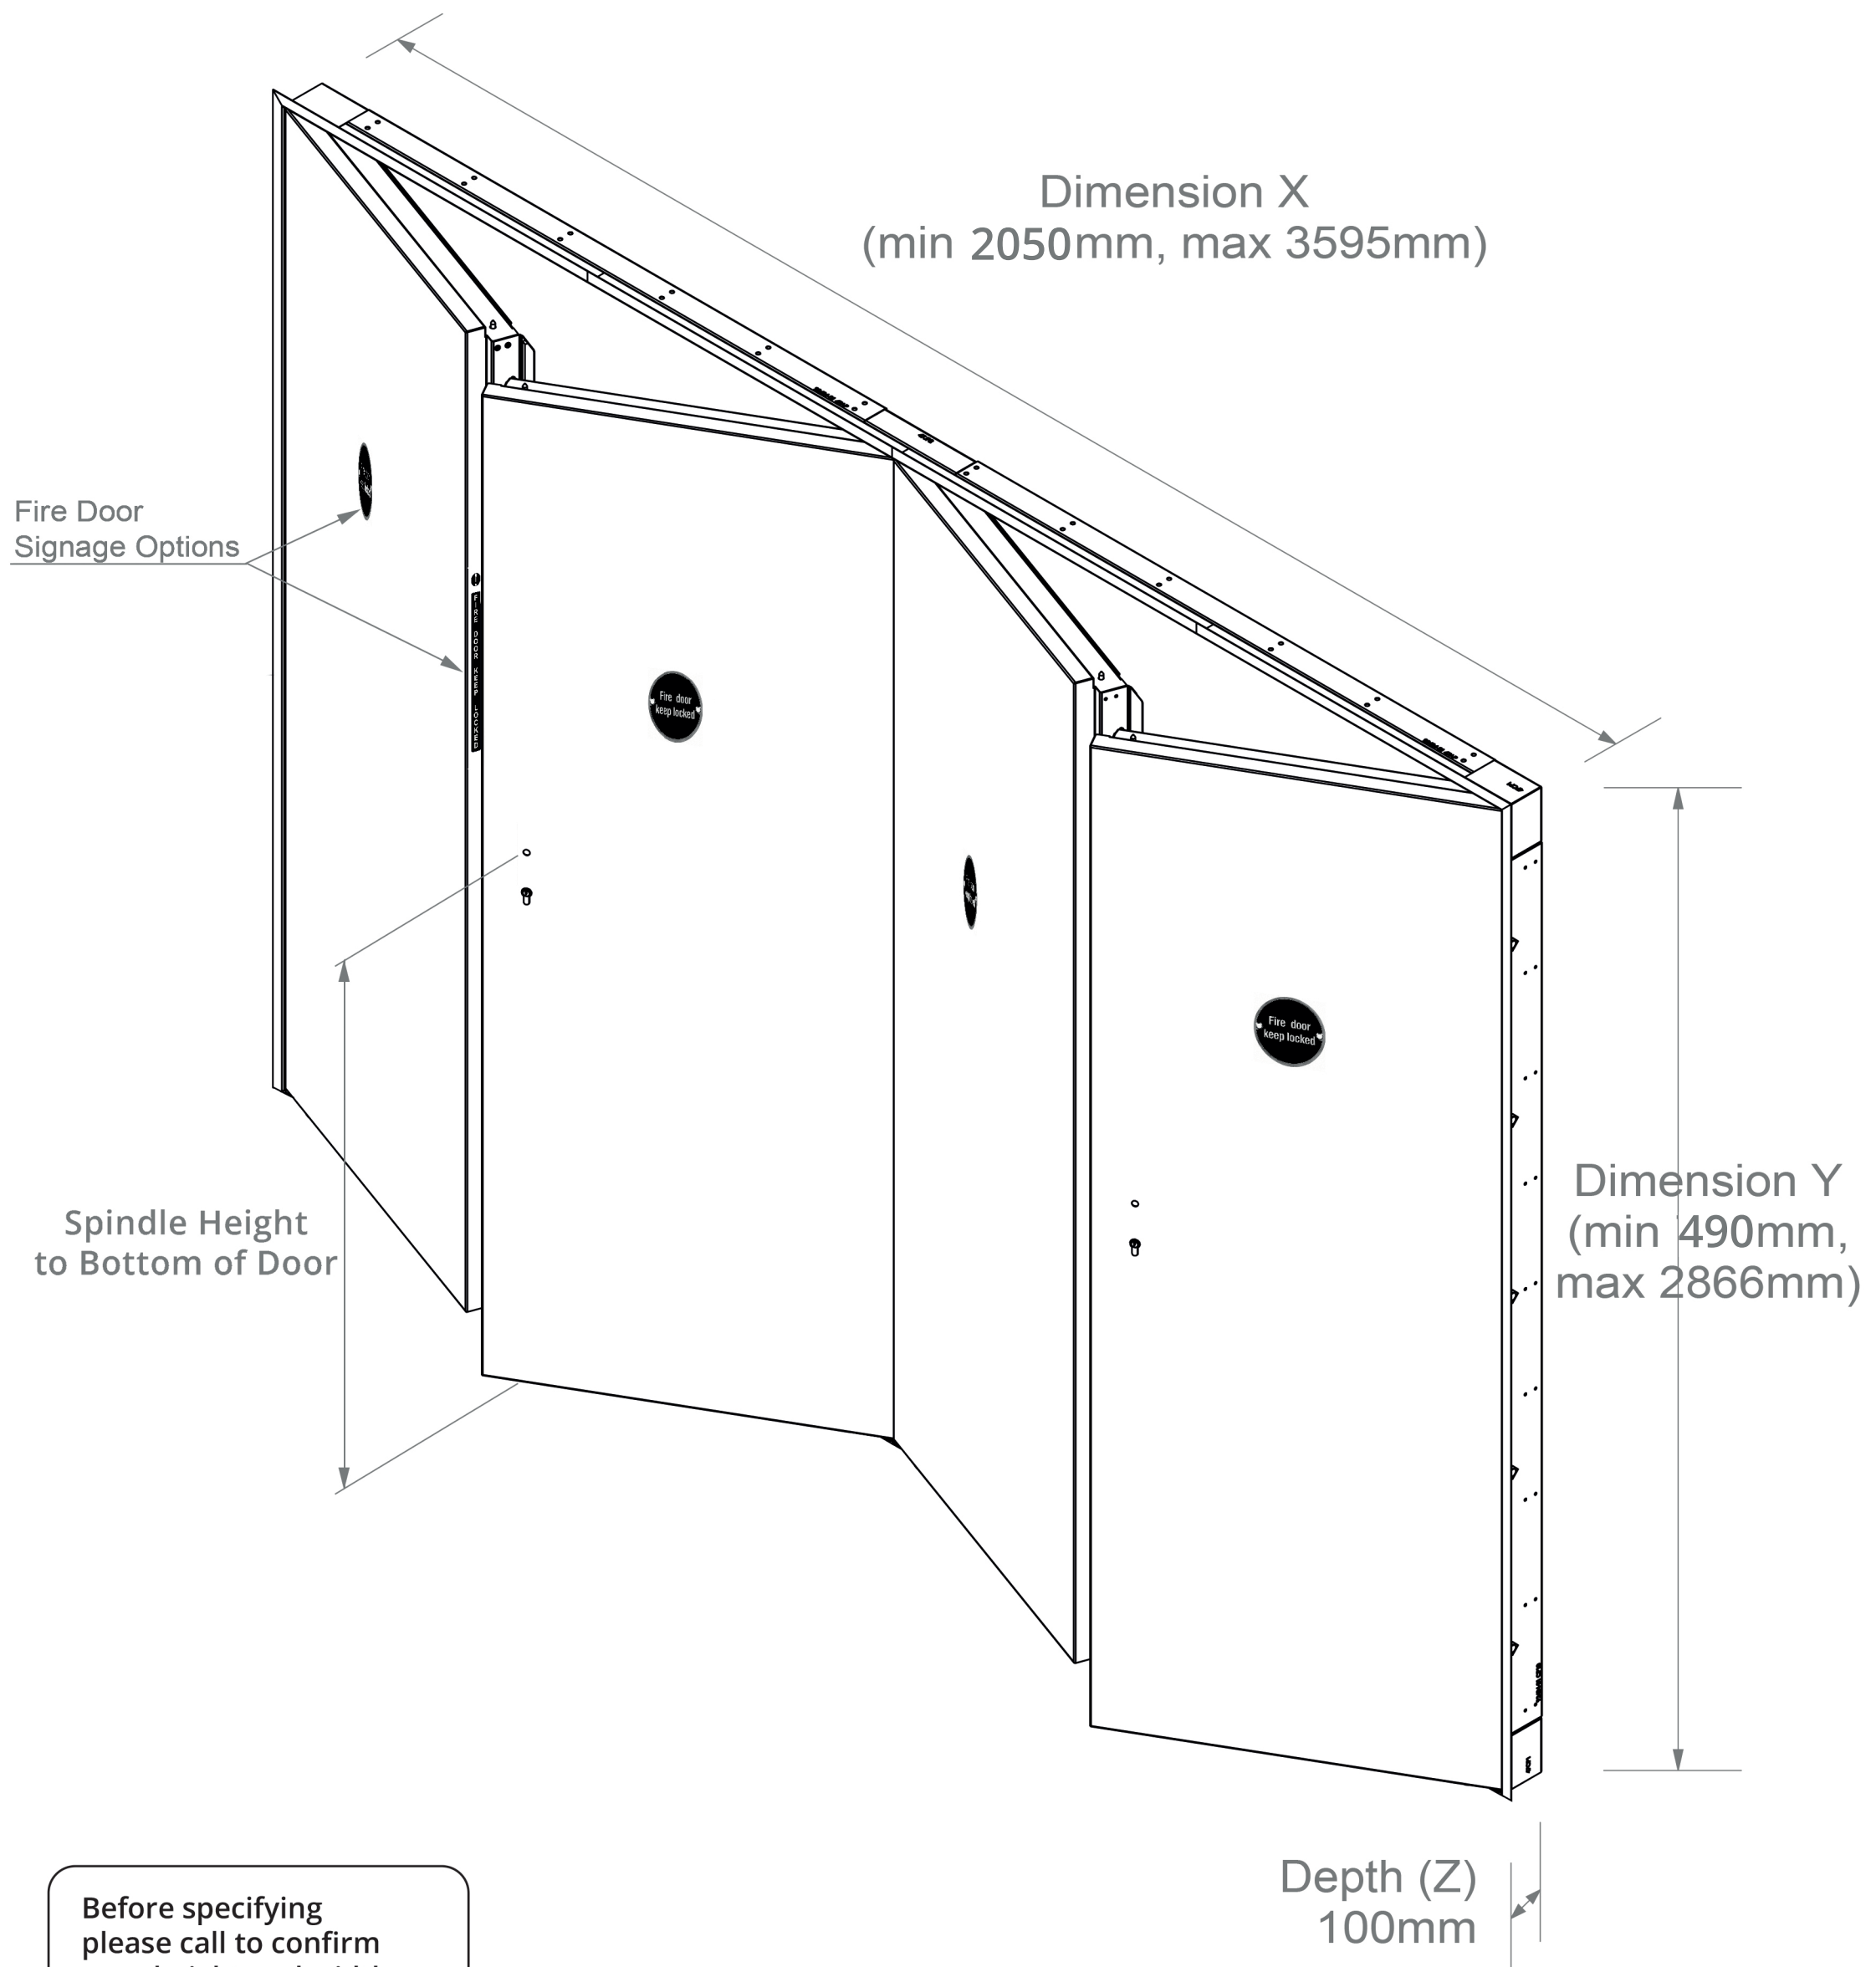 Dimension X
(min 2050mm, max 3595mm)
Fire Door
Signage Options
FIRE DOOR KEEP LOCKED
Fire door
keep locked
Fire door
keep locked
Dimension Y
(min 490mm,
max 2866mm)
Spindle Height
to Bottom of Door
Depth (Z)
100mm
Before specifying
please call to confirm